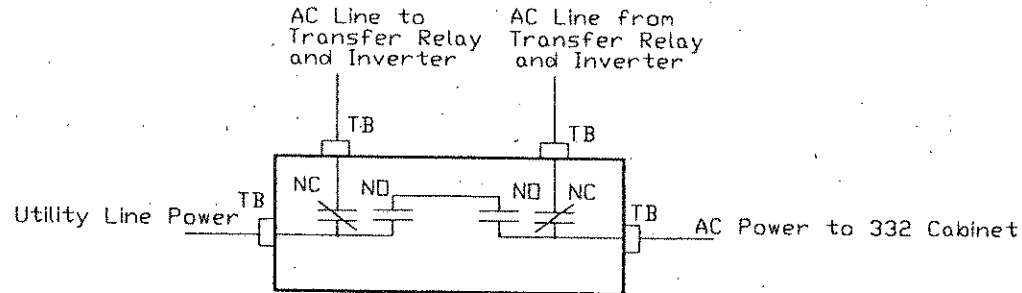 AC Line to
Transfer Relay
and Inverter
AC Line from
Transfer Relay
and Inverter
TB
TB
NC
NO
NO
NC
TB
TB
Utility Line Power
AC Power to 332 Cabinet